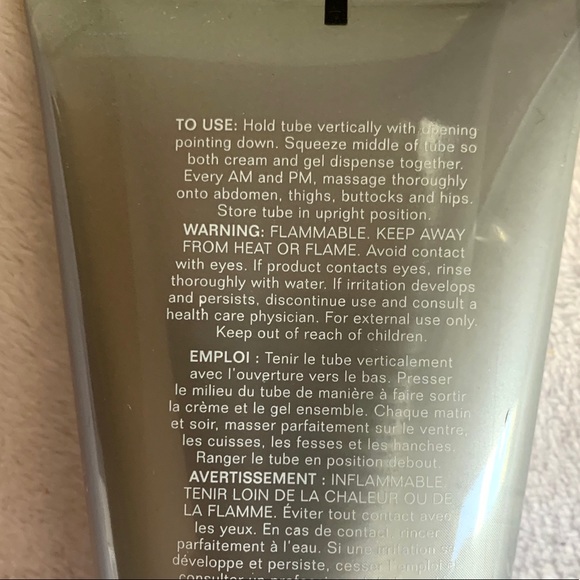 TO USE: Hold tube vertically with opening
pointing down. Squeeze middle of tube so
both cream and gel dispense together.
Every AM and PM, massage thoroughly
onto abdomen, thighs, buttocks and hips.
Store tube in upright position.
WARNING: FLAMMABLE. KEEP AWAY
FROM HEAT OR FLAME. Avoid contact
with eyes. If product contacts eyes, rinse
thoroughly with water. If irritation develops
and persists, discontinue use and consult a
health care physician. For external use only.
Keep out of reach of children.
EMPLOI : Tenir le tube verticalement
avec l'ouverture vers le bas. Presser
le milieu du tube de manière à faire sortir
la crème et le gel ensemble. Chaque matin
et soir, masser parfaitement sur le ventre,
les cuisses, les fesses et les hanches.
Ranger le tube en position debout.
AVERTISSEMENT : INFLAMMABLE.
TENIR LOIN DE LA CHALEUR OU DE
LA FLAMME. Éviter tout contact avec
les yeux. En cas de contact, rincer
parfaitement à l'eau. Si une irritation se
développe et persiste, cesser l'emploi et
consulter un